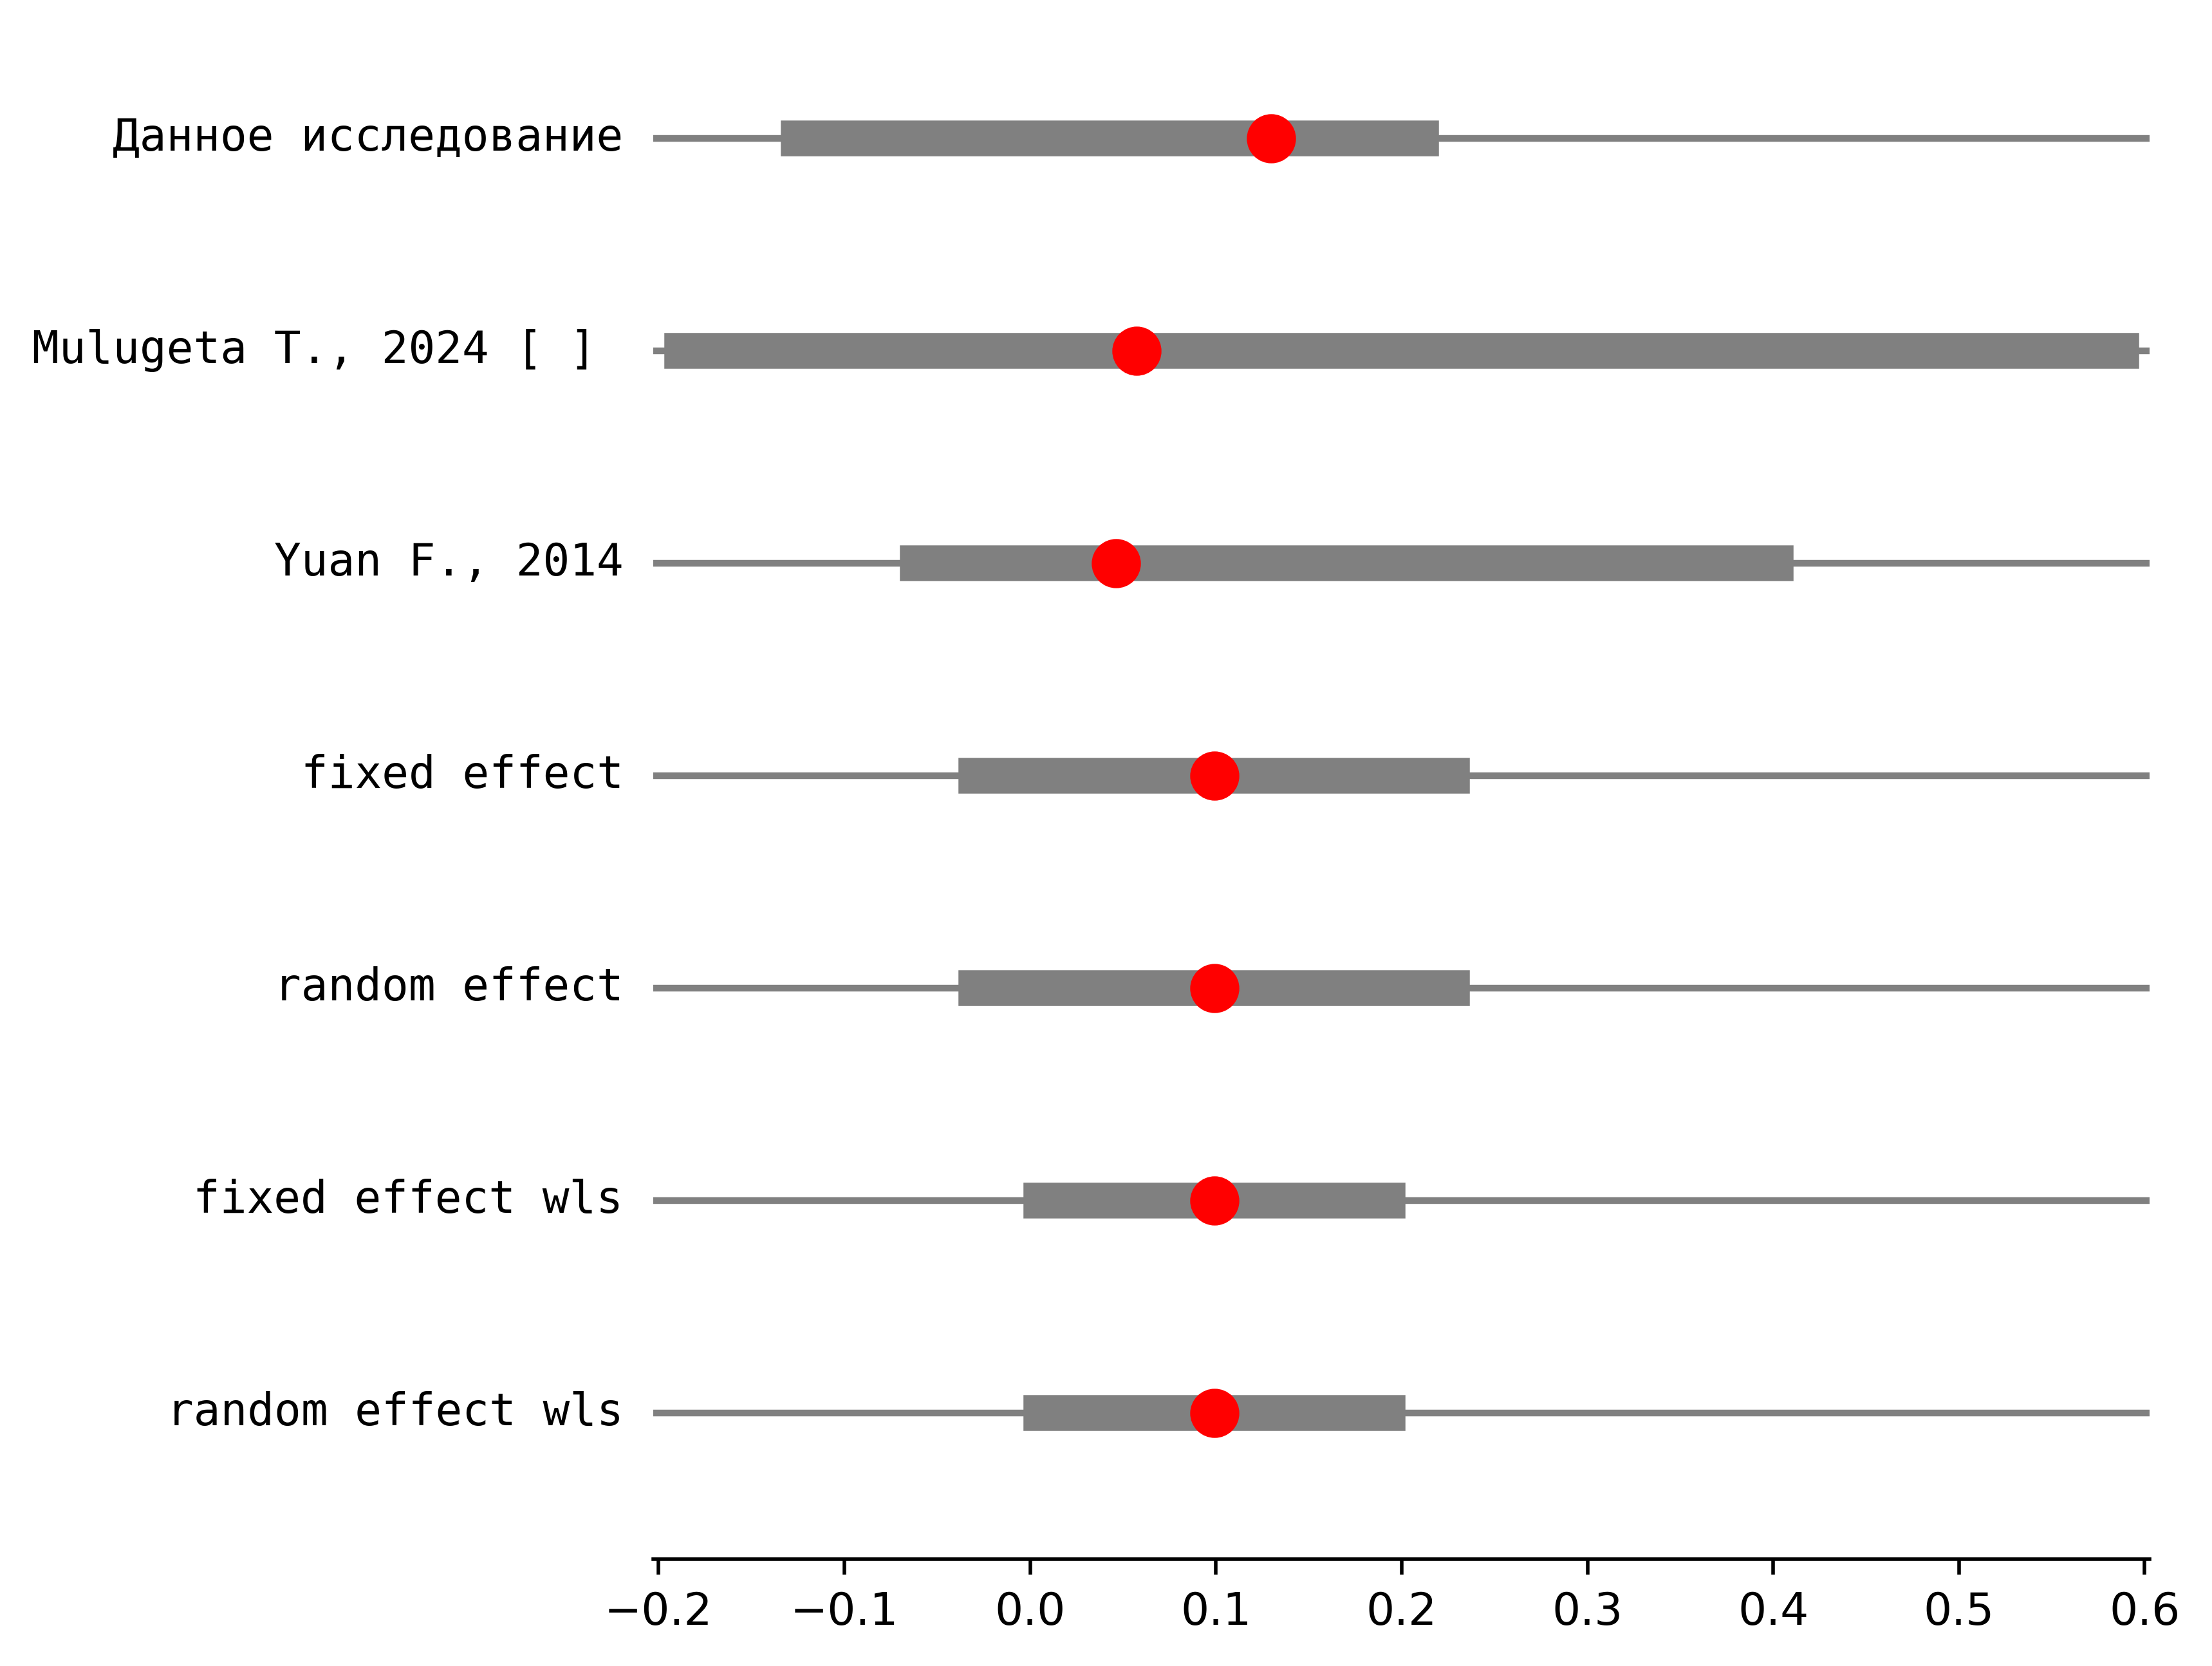 Данное исследование
Mulugeta T., 2024 [ ]
Yuan F., 2014
fixed effect
random effect
fixed effect wls
random effect wls
−0.2 −0.1 0.0 0.1 0.2 0.3 0.4 0.5 0.6